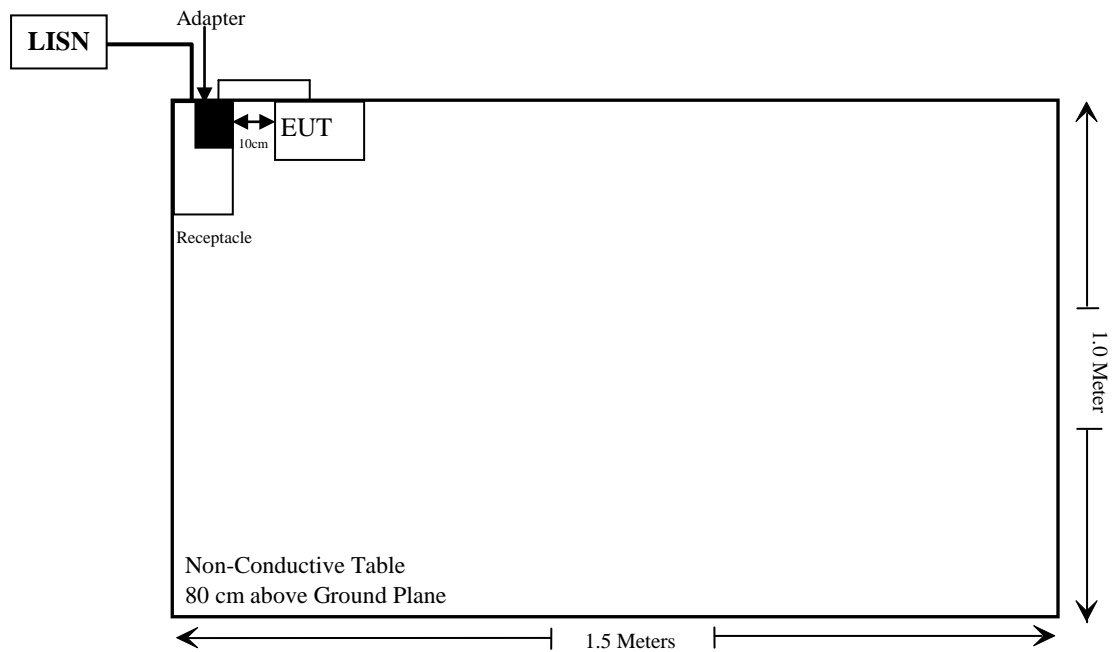 Adapter
LISN
EUT
10cm
Receptacle
1.0 Meter
Non-Conductive Table
80 cm above Ground Plane
1.5 Meters